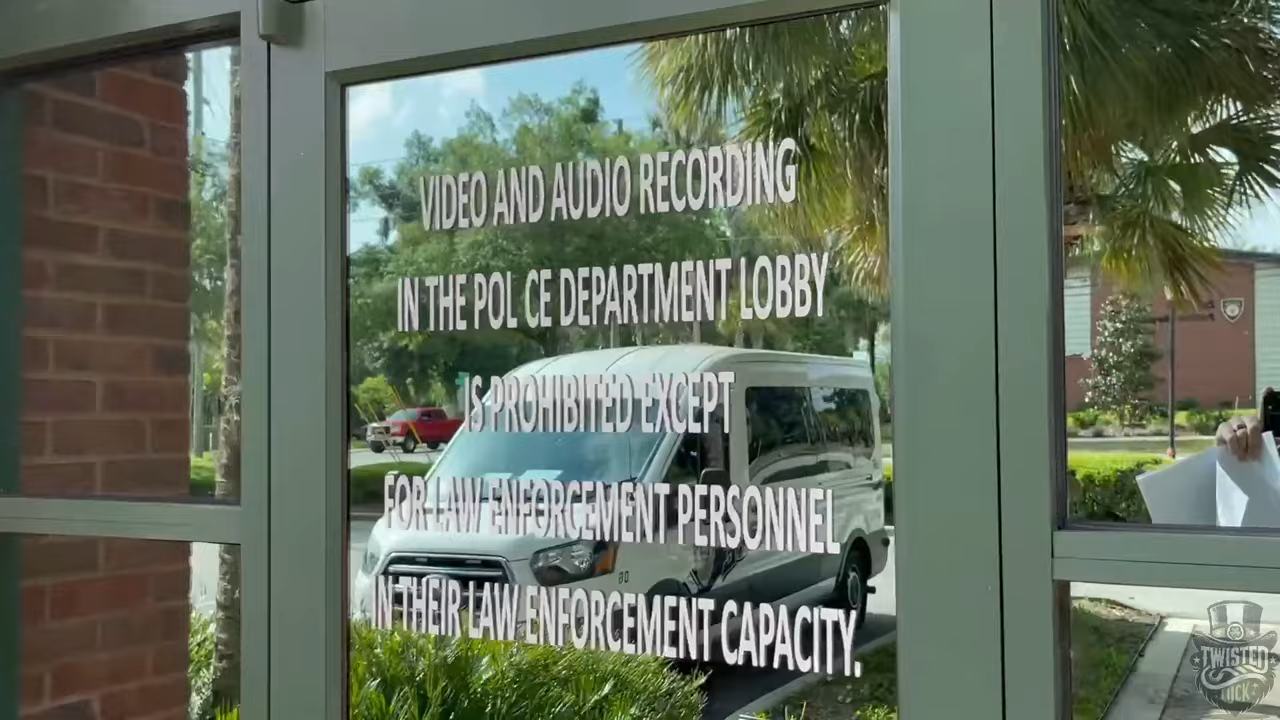 VIDEO AND AUDIO RECORDING
IN THE POL CE DEPARTMENT LOBBY
IS PROHIBITED EXCEPT
FOR LAW ENFORCEMENT PERSONNEL
IN THEIR LAW ENFORCEMENT CAPACITY.
TWISTED
LUCK